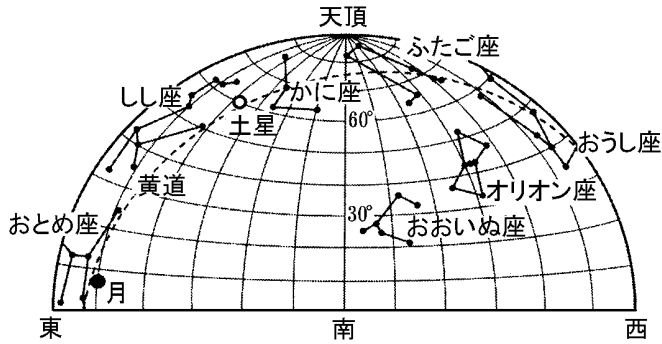 天頂
ふたご座
しし座
かに座
土星
60°
おうし座
黄道
オリオン座
おとめ座
30°
おおいぬ座
月
東
南
西